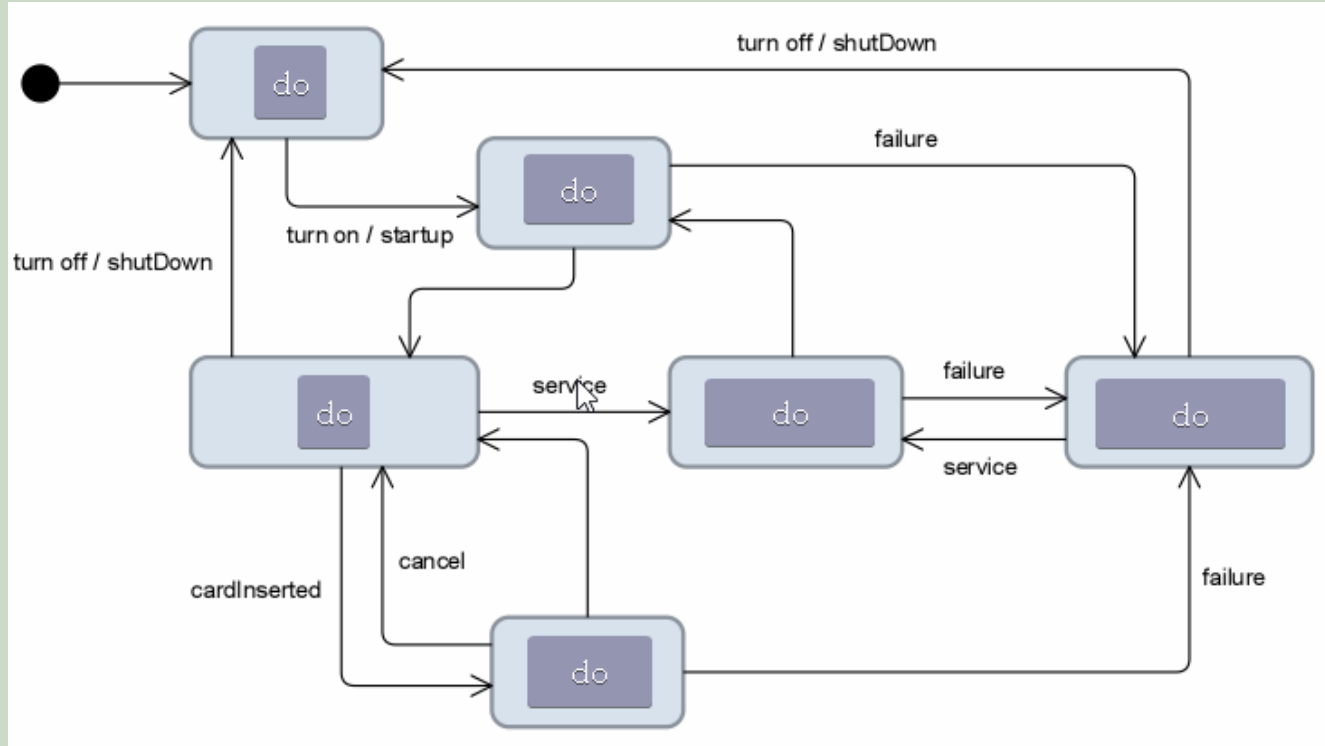 turn off / shutDown
do
failure
do
turn on / startup
turn off / shutDown
service
failure
do
do
do
service
cancel
cardInserted
failure
do